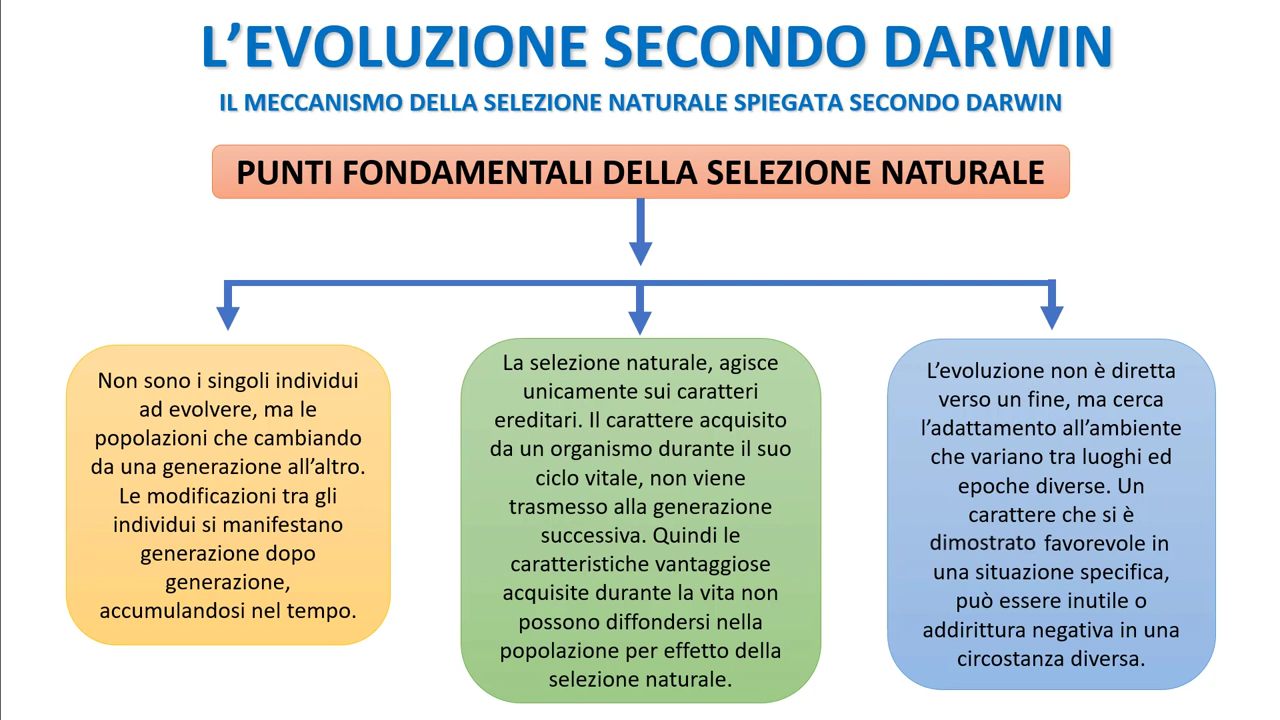 L’EVOLUZIONE SECONDO DARWIN
IL MECCANISMO DELLA SELEZIONE NATURALE SPIEGATA SECONDO DARWIN
PUNTI FONDAMENTALI DELLA SELEZIONE NATURALE
Non sono i singoli individui
ad evolvere, ma le
popolazioni che cambiando
da una generazione all’altro.
Le modificazioni tra gli
individui si manifestano
generazione dopo
generazione,
accumulandosi nel tempo.
La selezione naturale, agisce
unicamente sui caratteri
ereditari. Il carattere acquisito
da un organismo durante il suo
ciclo vitale, non viene
trasmesso alla generazione
successiva. Quindi le
caratteristiche vantaggiose
acquisite durante la vita non
possono diffondersi nella
popolazione per effetto della
selezione naturale.
L’evoluzione non è diretta
verso un fine, ma cerca
l’adattamento all’ambiente
che variano tra luoghi ed
epoche diverse. Un
carattere che si è
dimostrato favorevole in
una situazione specifica,
può essere inutile o
addirittura negativa in una
circostanza diversa.